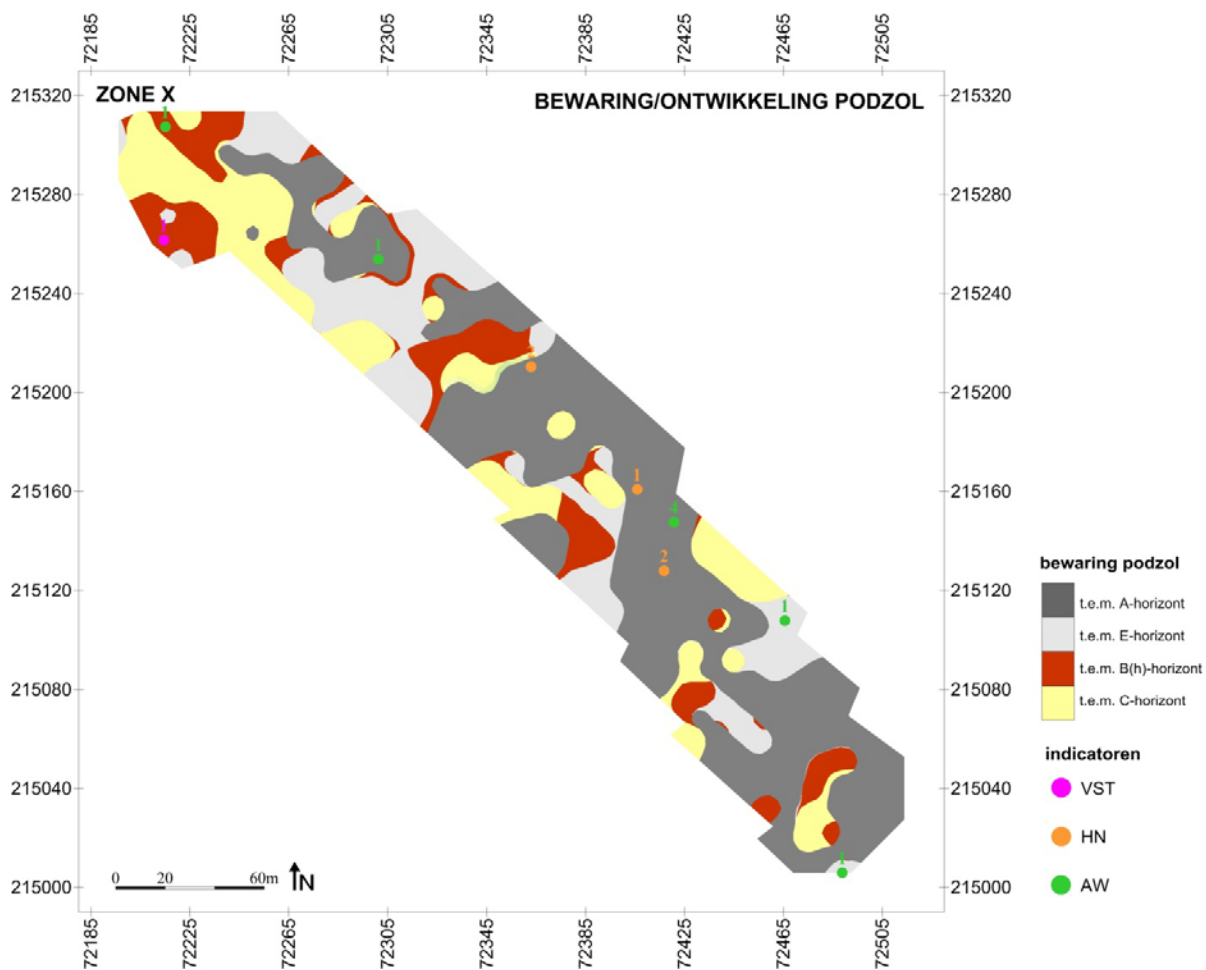 72185 72225 72265 72305 72345 72385 72425 72465 72505
ZONE X
BEWARING/ONTWIKKELING PODZOL
215320 215320
1
215280 215280
1
1
215240 215240
215200 215200
1
215160 215160
4
2
bewaring podzol
t.e.m. A-horizont
215120 215120
1
t.e.m. E-horizont
t.e.m. B(h)-horizont
215080 215080
t.e.m. C-horizont
indicatoren
215040 215040
VST
HN
1
0 20 60m
N
AW
215000 215000
72185 72225 72265 72305 72345 72385 72425 72465 72505